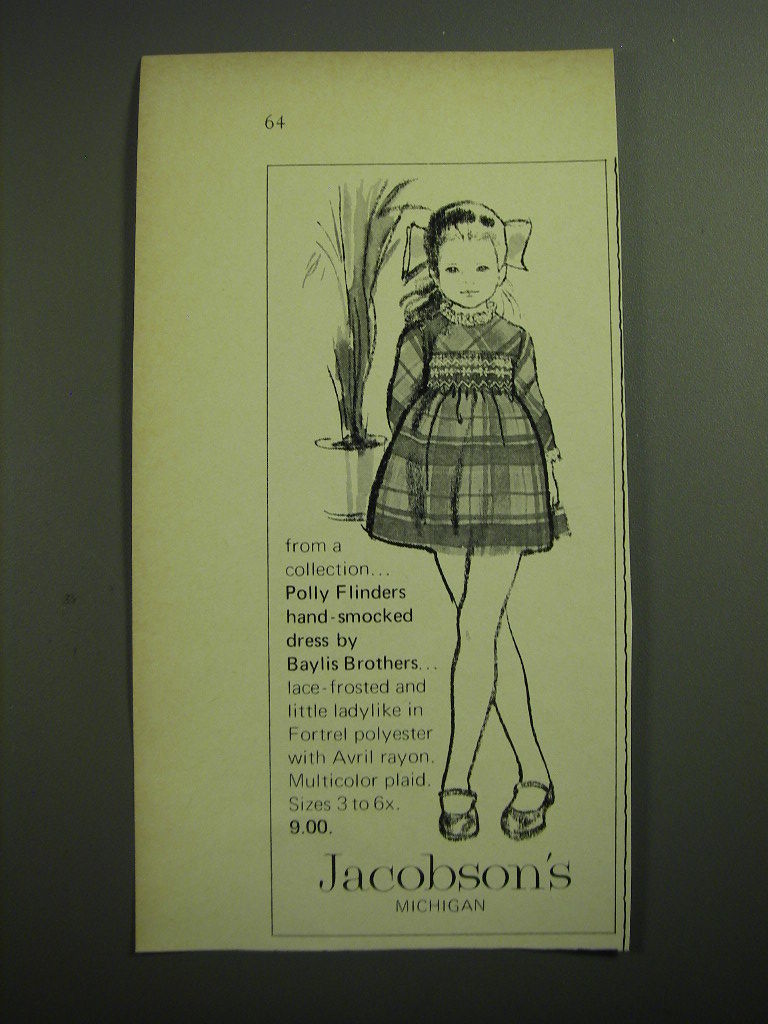 64
from a
collection...
Polly Flinders
hand-smocked
dress by
Baylis Brothers...
lace-frosted and
little ladylike in
Fortrel polyester
with Avril rayon.
Multicolor plaid.
Sizes 3 to 6x.
9.00.
Jacobson's
MICHIGAN